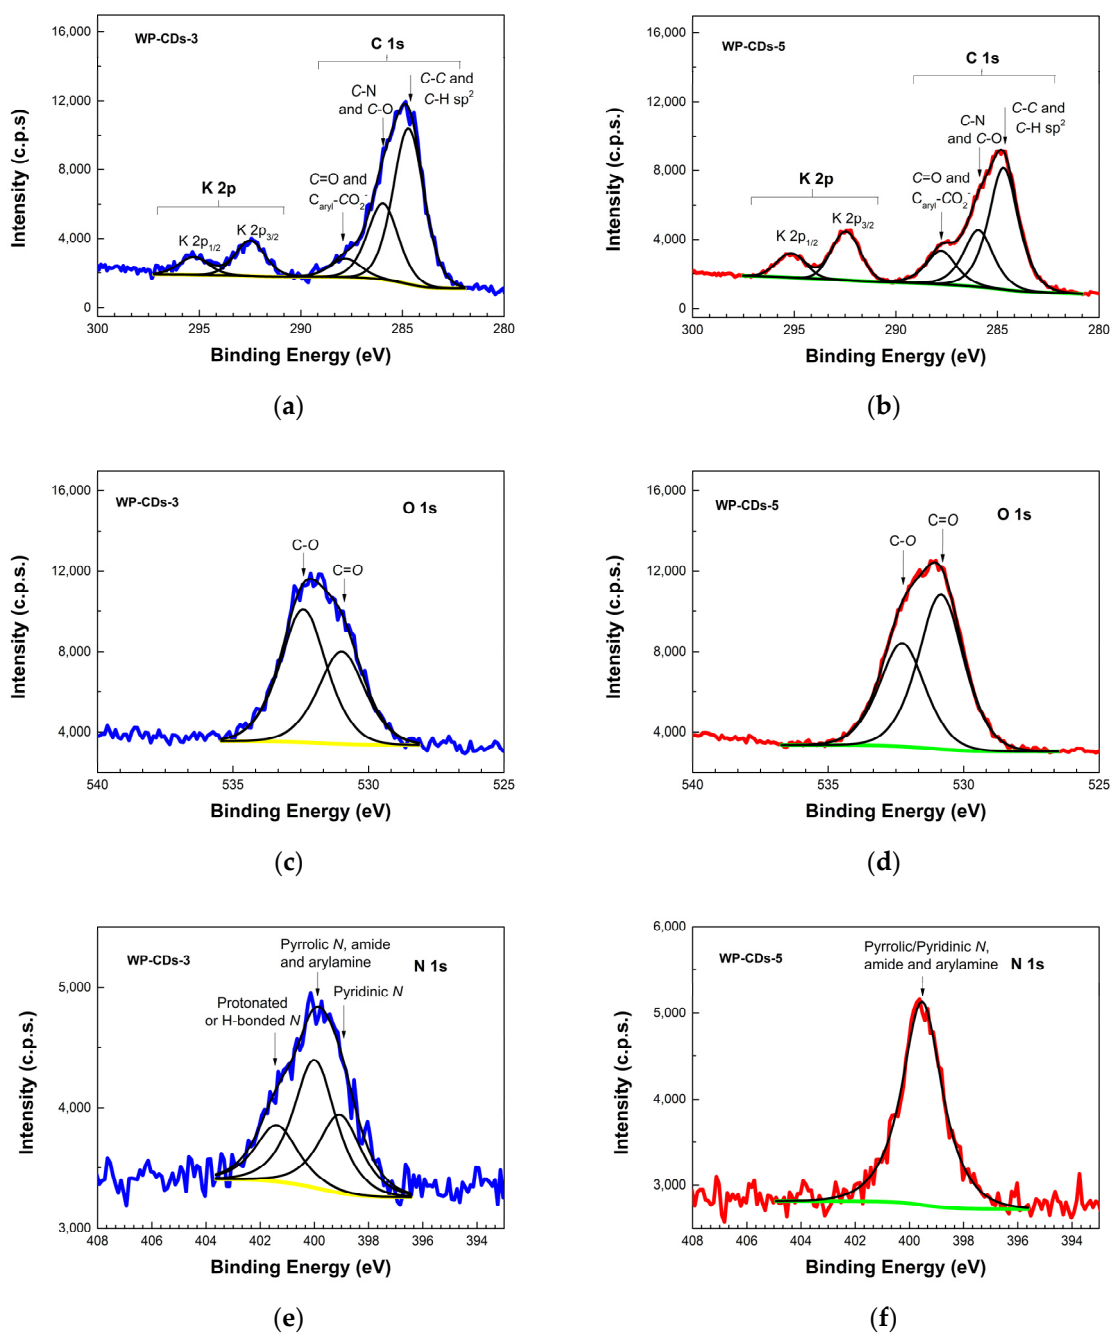 WP-CDs-3
C 1s
C-C and
C-H sp2
C-N
and C-O
C=O and
Caryl-CO2-
K 2p
K 2p1/2
K 2p3/2
16,000
12,000
8,000
4,000
0
Intensity (c.p.s)
300
295
290
285
280
Binding Energy (eV)
(a)
WP-CDs-5
C 1s
C-C and
C-H sp2
C-N
and C-O
C=O and
Caryl-CO2-
K 2p
K 2p1/2
K 2p3/2
16,000
12,000
8,000
4,000
0
Intensity (c.p.s.)
300
295
290
285
280
Binding Energy (eV)
(b)
WP-CDs-3
O 1s
C-O
C=O
16,000
12,000
8,000
4,000
Intensity (c.p.s.)
540
535
530
525
Binding Energy (eV)
(c)
WP-CDs-5
O 1s
C=O
C-O
16,000
12,000
8,000
4,000
Intensity (c.p.s.)
540
535
530
525
Binding Energy (eV)
(d)
WP-CDs-3
Pyrrolic N, amide
and arylamine
N 1s
Protonated
or H-bonded N
Pyridinic N
5,000
4,000
3,000
Intensity (c.p.s.)
408
406
404
402
400
398
396
394
Binding Energy (eV)
(e)
WP-CDs-5
Pyrrolic/Pyridinic N,
amide and arylamine
N 1s
6,000
5,000
4,000
3,000
Intensity (c.p.s.)
408
406
404
402
400
398
396
394
Binding Energy (eV)
(f)